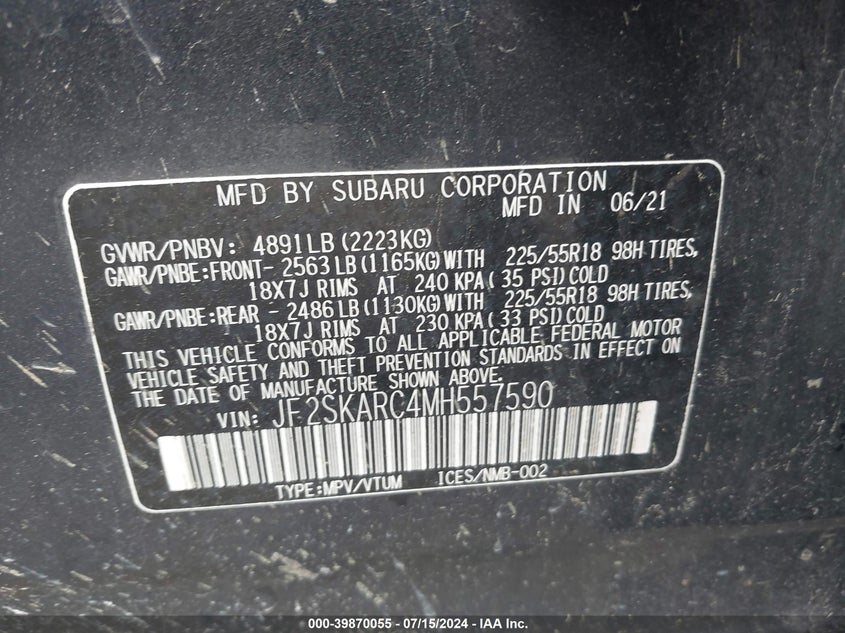 MFD BY SUBARU CORPORATION
MFD IN 06/21
GVWR/PNBV: 4891LB (2223KG)
GAWR/PNBE:FRONT- 2563LB (1165KG) WITH 225/55R18 98H TIRES,
18X7J RIMS AT 240 KPA( 35 PSI) COLD
GAWR/PNBE:REAR - 2486LB (1130KG) WITH 225/55R18 98H TIRES,
18X7J RIMS AT 230 KPA( 33 PSI) COLD
THIS VEHICLE CONFORMS TO ALL APPLICABLE FEDERAL MOTOR
VEHICLE SAFETY AND THEFT PREVENTION STANDARDS IN EFFECT ON
THE DATE OF MANUFACTURE SHOWN ABOVE.
VIN: JF2SKARC4MH557590
TYPE:MPV/VTUM ICES/NMB-002
000-39870055 - 07/15/2024 - IAA Inc.